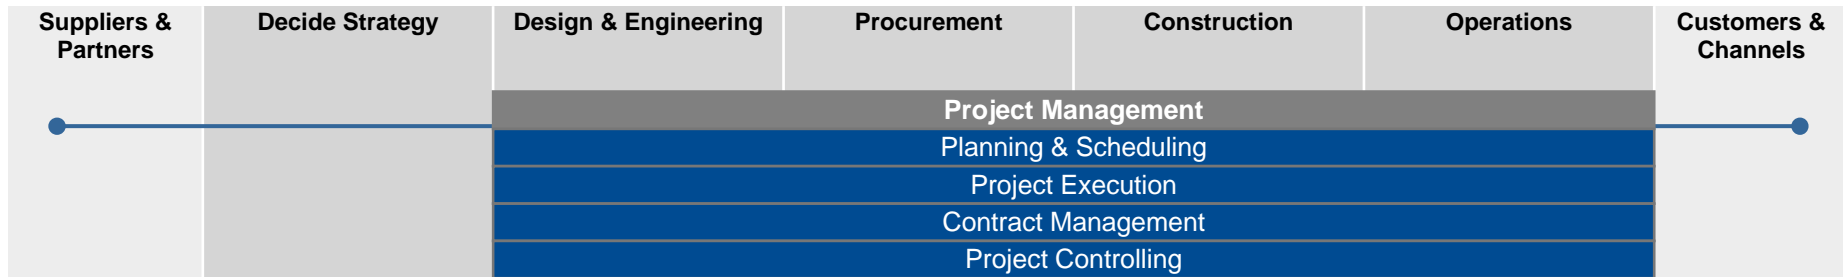 Suppliers &
Partners
Decide Strategy
Design & Engineering
Procurement
Construction
Operations
Customers &
Channels
Project Management
Planning & Scheduling
Project Execution
Contract Management
Project Controlling